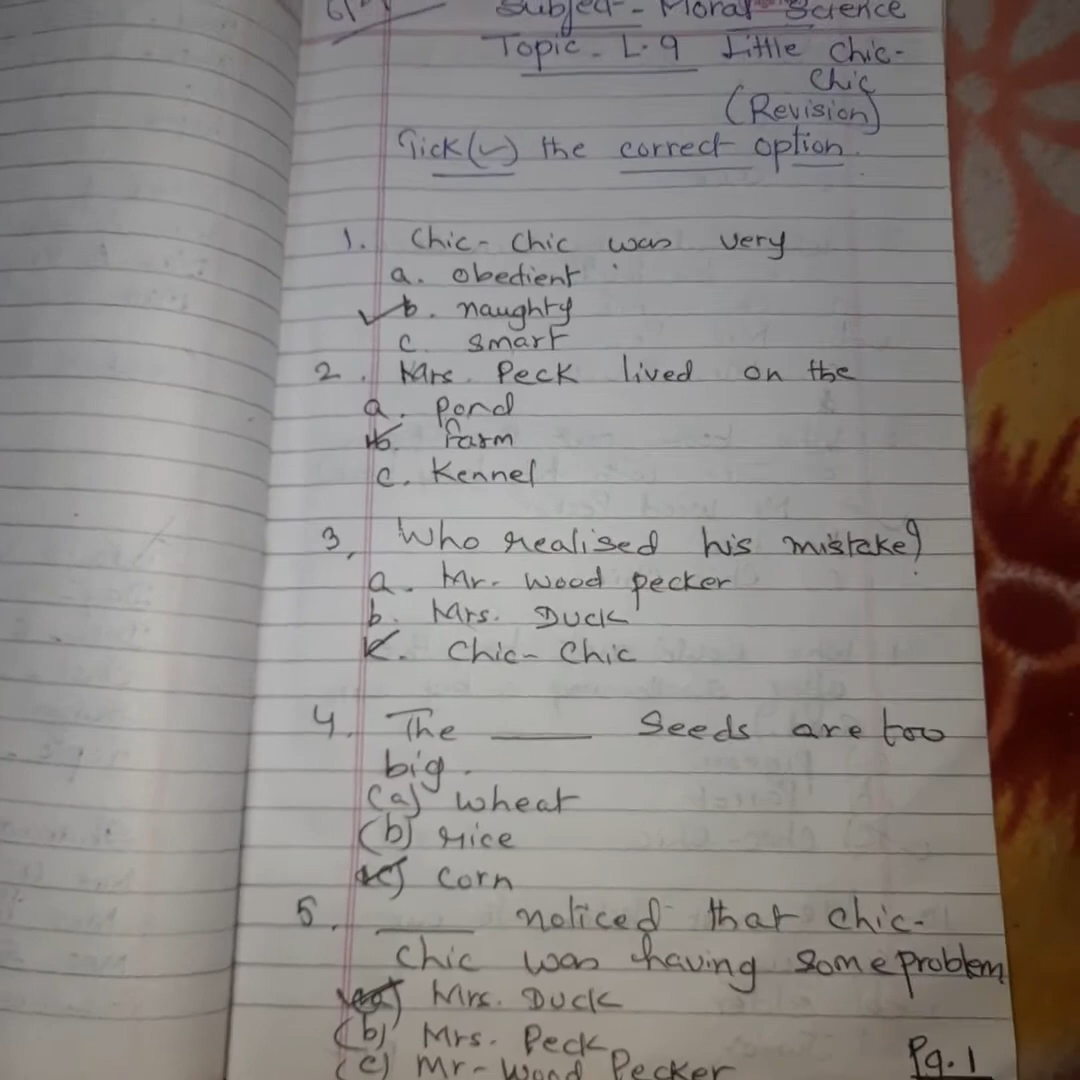 Subject - Moral Science
Topic - L.9 Little Chic-
Chic
(Revision)
Tick (✓) the correct option.
1. Chic-Chic was very
a. obedient
✓b. naughty
c. smart
2. Mrs. Peck lived on the
a. Pond
✓b. Farm
c. Kennel
3. Who realised his mistake?
a. Mr. Wood pecker
b. Mrs. Duck
✓c. Chic-Chic
4. The ____ Seeds are too
big.
(a) wheat
(b) rice
✓(c) corn
5. ____ noticed that Chic-
Chic was having some problem
✓(a) Mrs. Duck
(b) Mrs. Peck
(c) Mr. Wood Pecker
Pg. 1